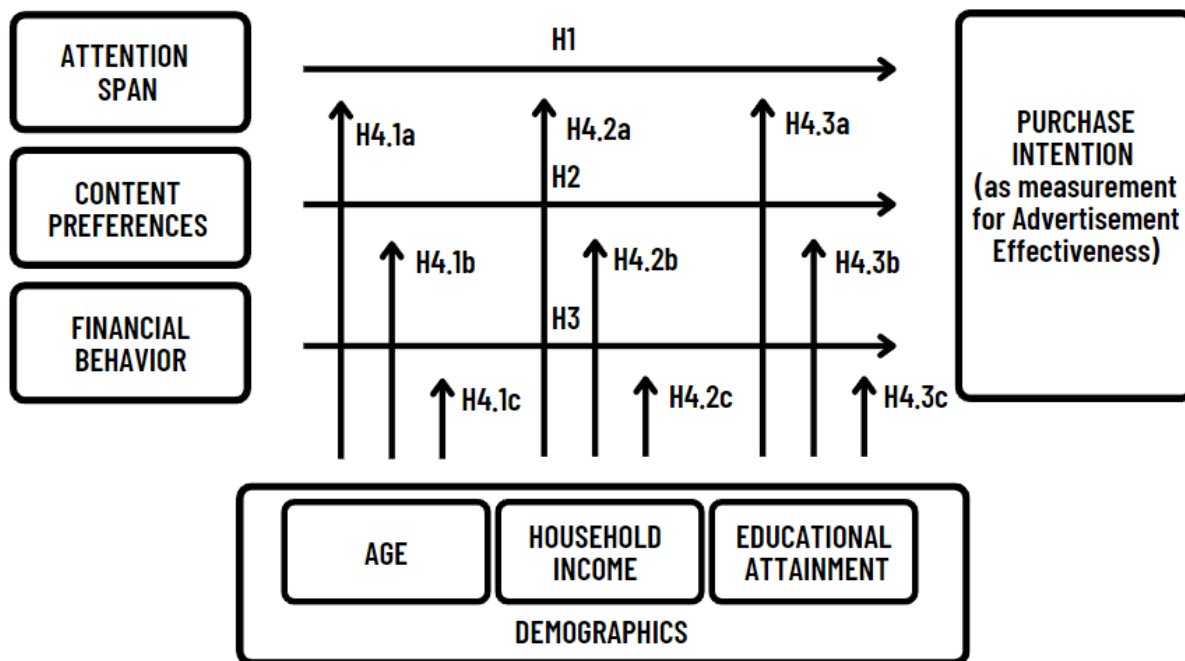 ATTENTION
SPAN
CONTENT
PREFERENCES
FINANCIAL
BEHAVIOR
H1
H4.1a
H4.2a
H4.3a
H2
H4.1b
H4.2b
H4.3b
H3
H4.1c
H4.2c
H4.3c
PURCHASE
INTENTION
(as measurement
for Advertisement
Effectiveness)
AGE
HOUSEHOLD
INCOME
EDUCATIONAL
ATTAINMENT
DEMOGRAPHICS